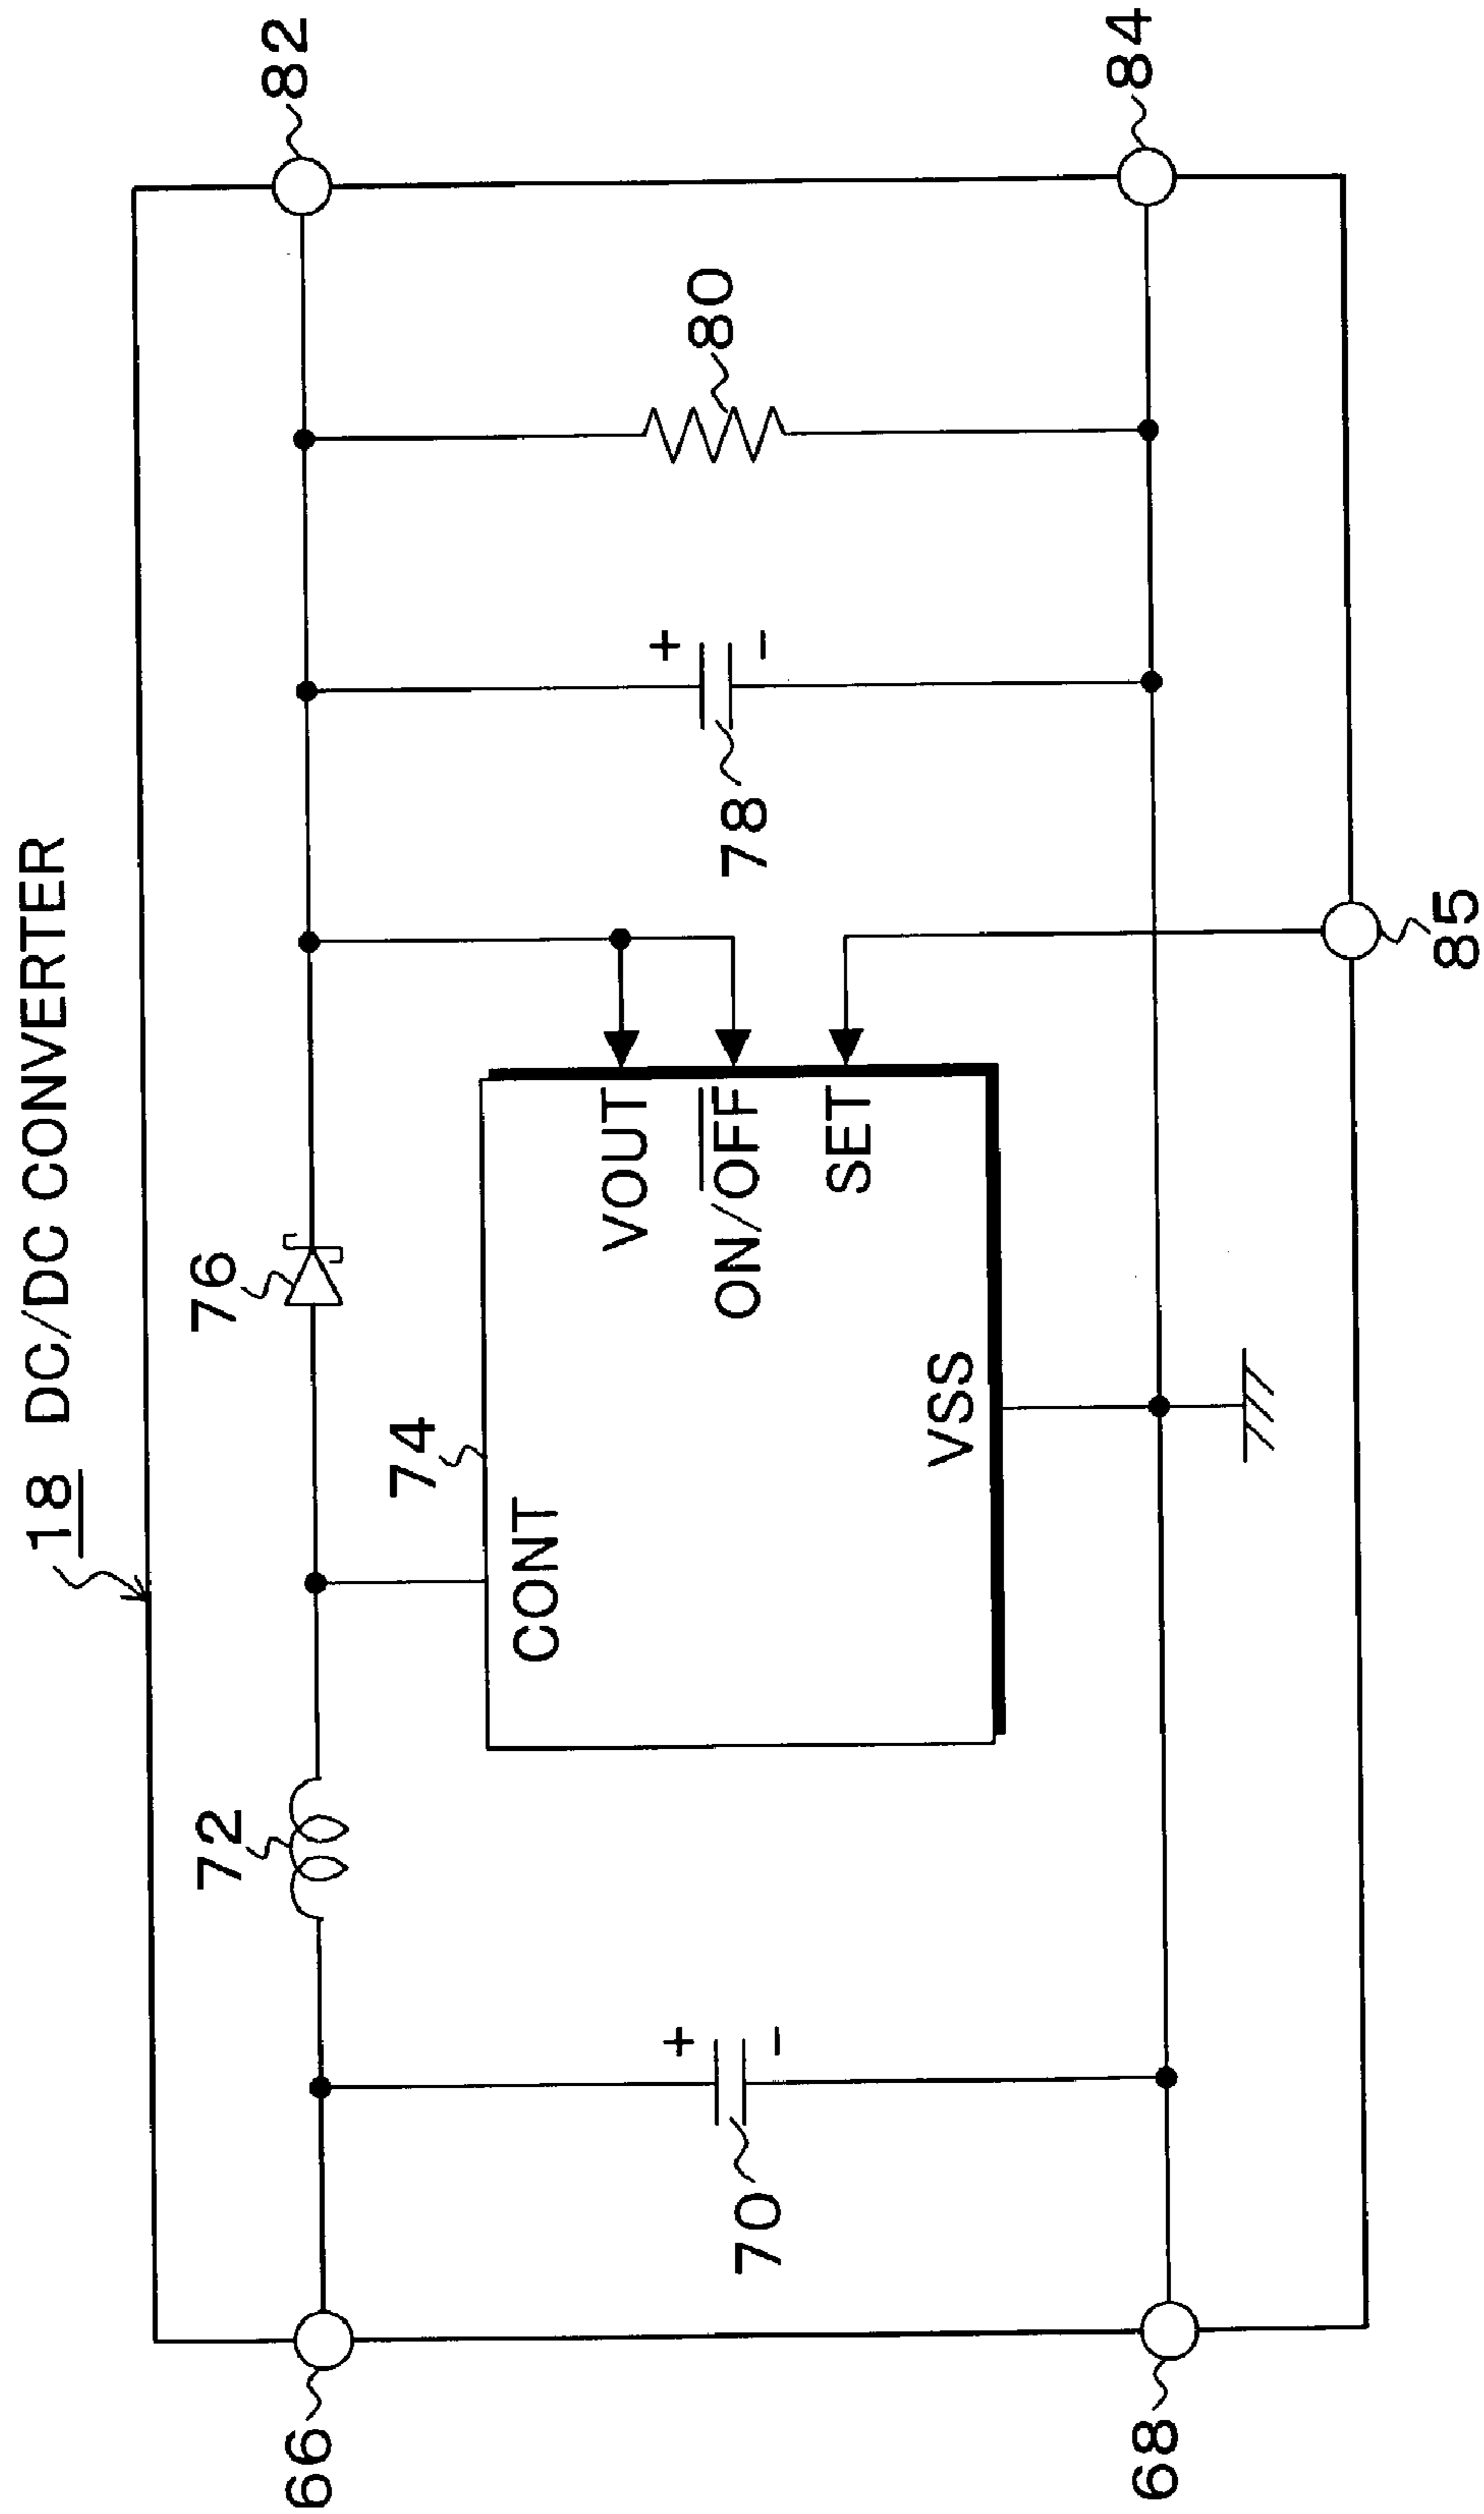 18 DC/DC CONVERTER
66
72
76
82
74
CONT
VOUT
ON/OFF
SET
VSS
70
+
-
78
+
-
80
68
85
84